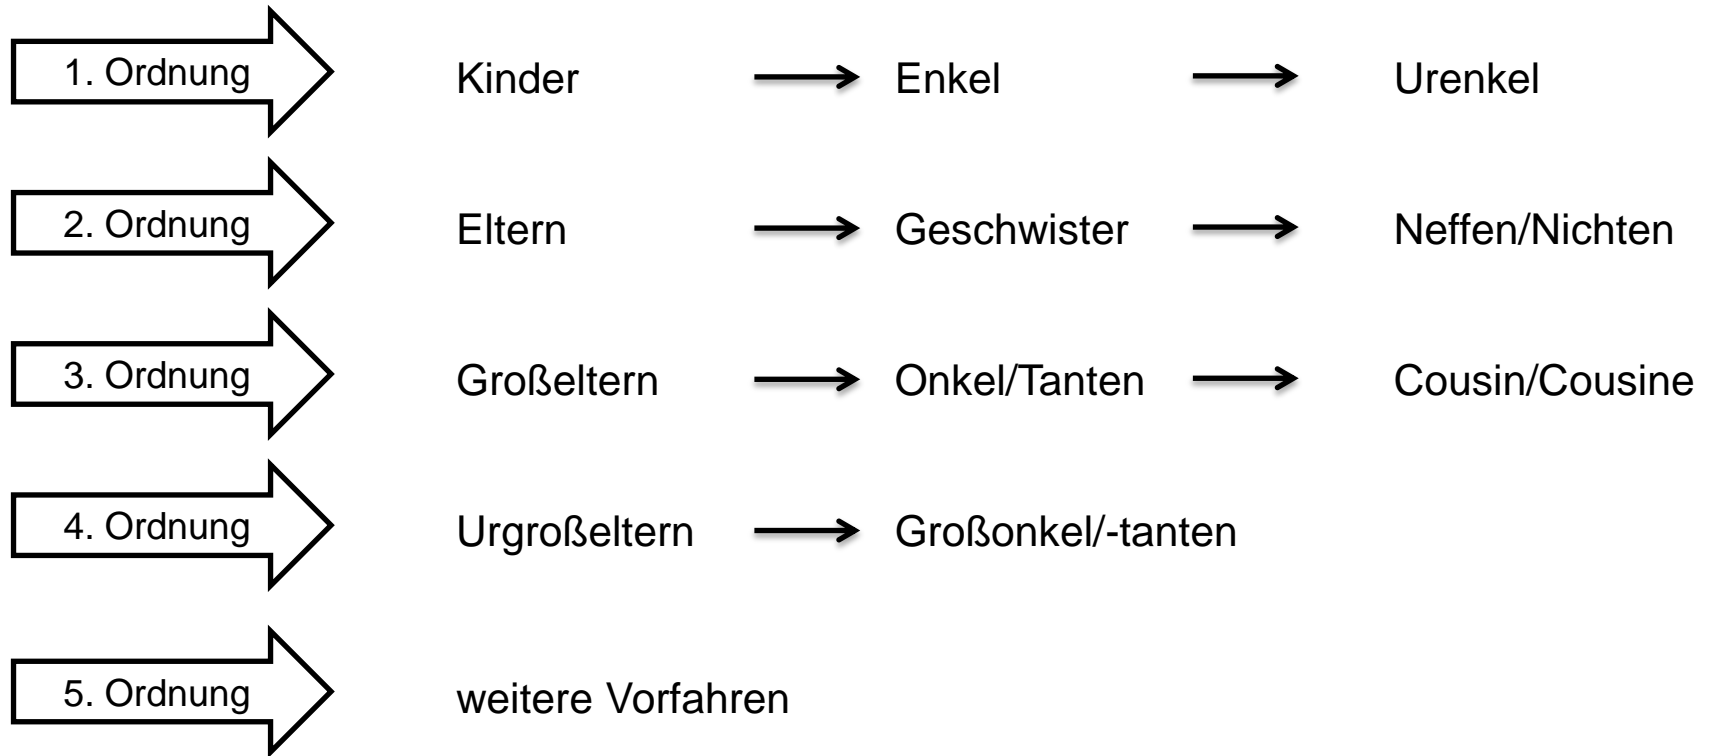 1. Ordnung Kinder Enkel Urenkel
2. Ordnung Eltern Geschwister Neffen/Nichten
3. Ordnung Großeltern Onkel/Tanten Cousin/Cousine
4. Ordnung Urgroßeltern Großonkel/-tanten
5. Ordnung weitere Vorfahren